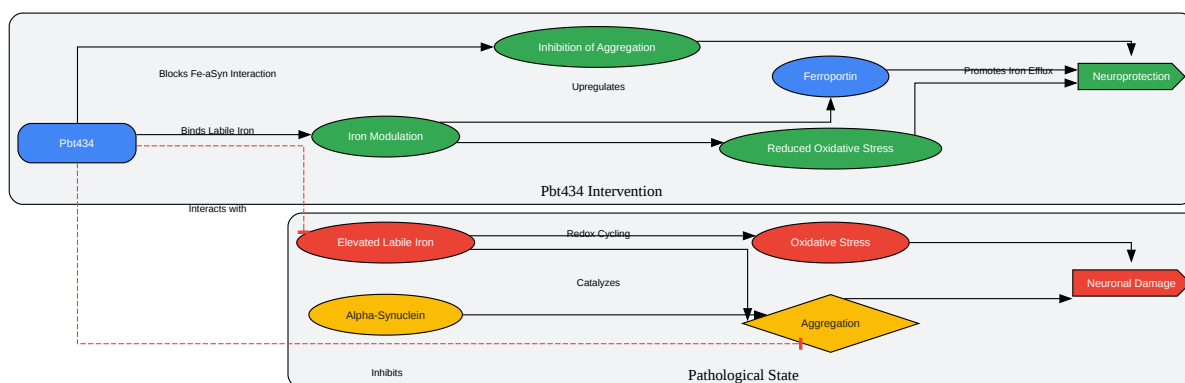 Inhibition of Aggregation
Blocks Fe-aSyn Interaction
Ferroportin
Promotes Iron Efflux
Neuroprotection
Upregulates
Pbt434
Binds Labile Iron
Iron Modulation
Reduced Oxidative Stress
Pbt434 Intervention
Interacts with
Elevated Labile Iron
Redox Cycling
Oxidative Stress
Catalyzes
Neuronal Damage
Alpha-Synuclein
Aggregation
Inhibits
Pathological State